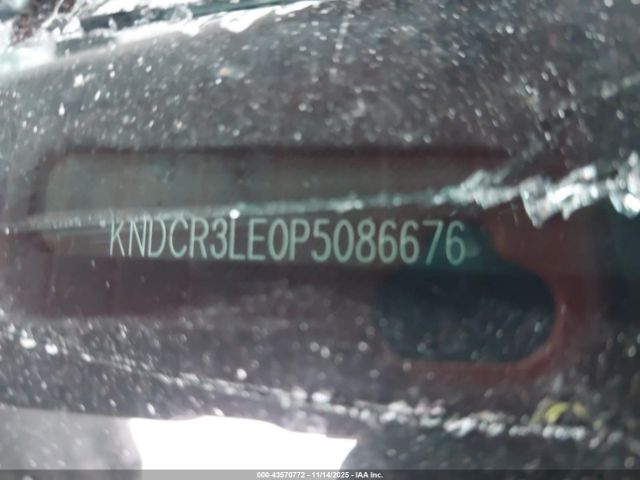 KNDCR3LE0P5086676
000-43570772 - 11/14/2025 - IAA Inc.